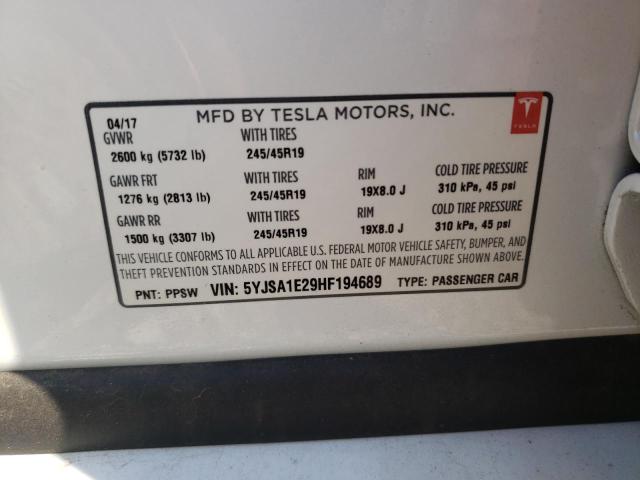 04/17 MFD BY TESLA MOTORS, INC.
TESLA
GVWR WITH TIRES
2600 kg (5732 lb) 245/45R19
GAWR FRT WITH TIRES RIM COLD TIRE PRESSURE
1276 kg (2813 lb) 245/45R19 19X8.0 J 310 kPa, 45 psi
GAWR RR WITH TIRES RIM COLD TIRE PRESSURE
1500 kg (3307 lb) 245/45R19 19X8.0 J 310 kPa, 45 psi
THIS VEHICLE CONFORMS TO ALL APPLICABLE U.S. FEDERAL MOTOR VEHICLE SAFETY, BUMPER, AND
THEFT PREVENTION STANDARDS IN EFFECT ON THE DATE OF MANUFACTURE SHOWN ABOVE.
PNT: PPSW VIN: 5YJSA1E29HF194689 TYPE: PASSENGER CAR